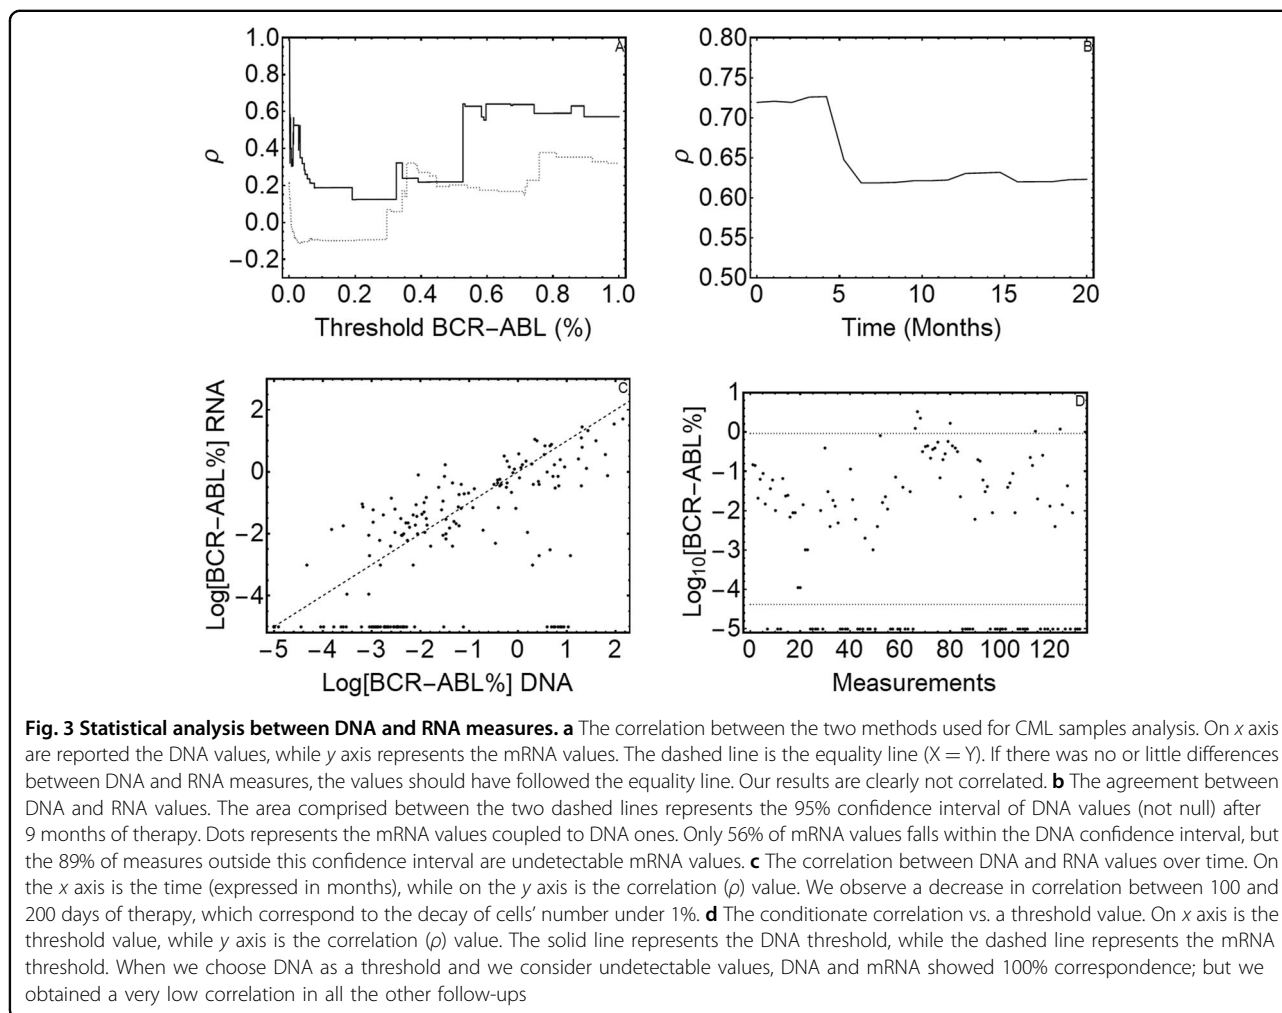 A
1.0
0.8
0.6
0.4
0.2
0.0
−0.2
ρ
0.0 0.2 0.4 0.6 0.8 1.0
Threshold BCR−ABL (%)
B
0.80
0.75
0.70
0.65
0.60
0.55
0.50
ρ
0 5 10 15 20
Time (Months)
C
2
0
−2
−4
Log[BCR−ABL%] RNA
−5 −4 −3 −2 −1 0 1 2
Log[BCR−ABL%] DNA
D
1
0
−1
−2
−3
−4
−5
Log10[BCR−ABL%]
0 20 40 60 80 100 120
Measurements
Fig. 3 Statistical analysis between DNA and RNA measures. a The correlation between the two methods used for CML samples analysis. On x axis
are reported the DNA values, while y axis represents the mRNA values. The dashed line is the equality line (X = Y). If there was no or little differences
between DNA and RNA measures, the values should have followed the equality line. Our results are clearly not correlated. b The agreement between
DNA and RNA values. The area comprised between the two dashed lines represents the 95% confidence interval of DNA values (not null) after
9 months of therapy. Dots represents the mRNA values coupled to DNA ones. Only 56% of mRNA values falls within the DNA confidence interval, but
the 89% of measures outside this confidence interval are undetectable mRNA values. c The correlation between DNA and RNA values over time. On
the x axis is the time (expressed in months), while on the y axis is the correlation (ρ) value. We observe a decrease in correlation between 100 and
200 days of therapy, which correspond to the decay of cells' number under 1%. d The conditionate correlation vs. a threshold value. On x axis is the
threshold value, while y axis is the correlation (ρ) value. The solid line represents the DNA threshold, while the dashed line represents the mRNA
threshold. When we choose DNA as a threshold and we consider undetectable values, DNA and mRNA showed 100% correspondence; but we
obtained a very low correlation in all the other follow-ups